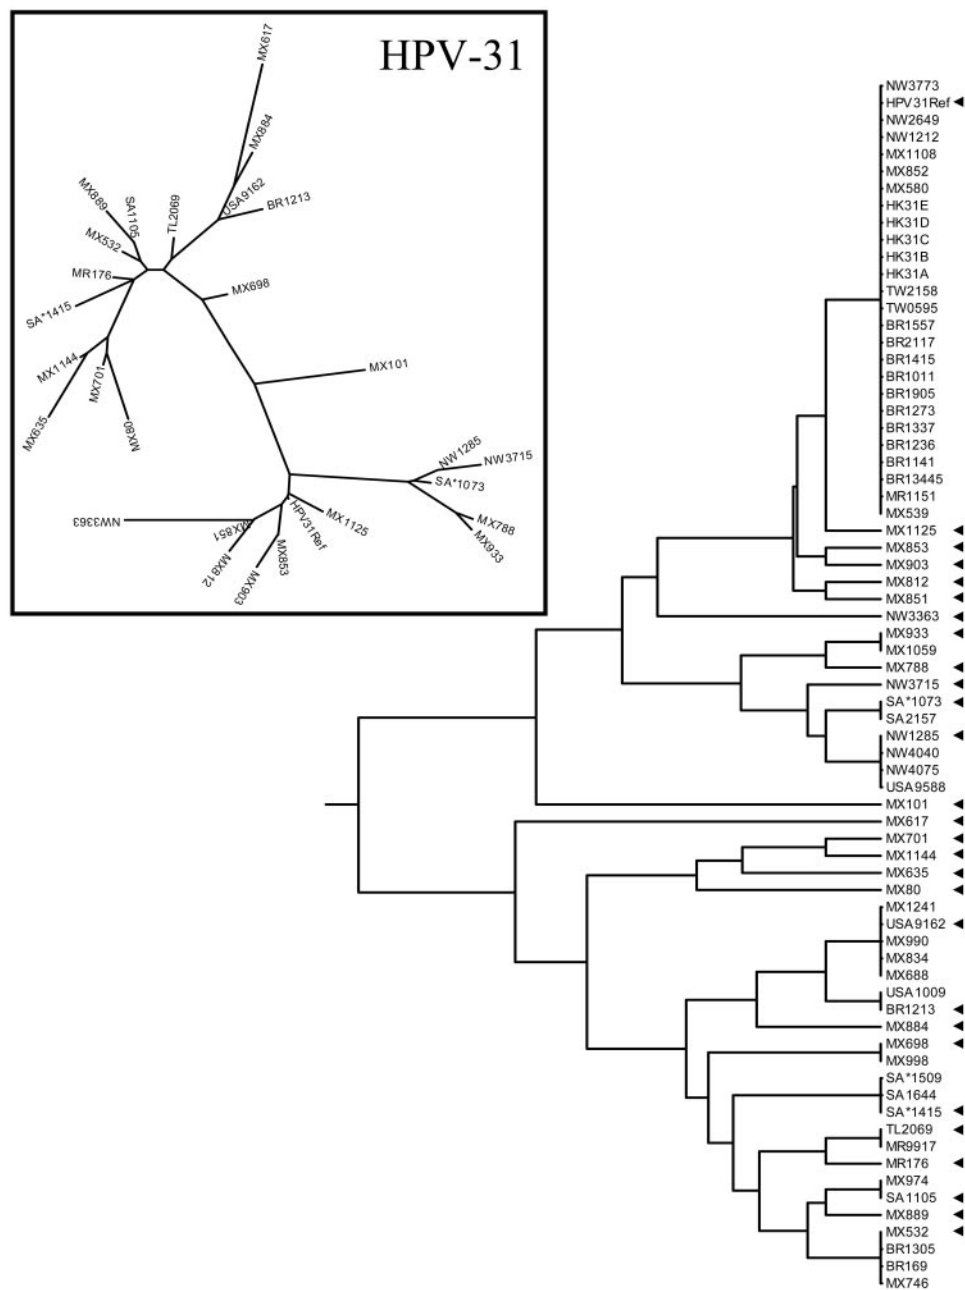 HPV-31
MX617
MX884
USA9162
BR1213
TL2069
SA1105
MX889
MX532
MR176
SA*1415
MX1144
MX701
MX635
MX80
MX698
MX101
NW1285
NW3715
SA*1073
MX788
MX933
MX1125
HPV31Ref
MX853
MX903
MX812
MX851
NW3363
NW3773
HPV31Ref
NW2649
NW1212
MX1108
MX852
MX580
HK31E
HK31D
HK31C
HK31B
HK31A
TW2158
TW0595
BR1557
BR2117
BR1415
BR1011
BR1905
BR1273
BR1337
BR1236
BR1141
BR13445
MR1151
MX539
MX1125
MX853
MX903
MX812
MX851
NW3363
MX933
MX1059
MX788
NW3715
SA*1073
SA2157
NW1285
NW4040
NW4075
USA9588
MX101
MX617
MX701
MX1144
MX635
MX80
MX1241
USA9162
MX990
MX834
MX688
USA1009
BR1213
MX884
MX698
MX998
SA*1509
SA1644
SA*1415
TL2069
MR9917
MR176
MX974
SA1105
MX889
MX532
BR1305
BR169
MX746